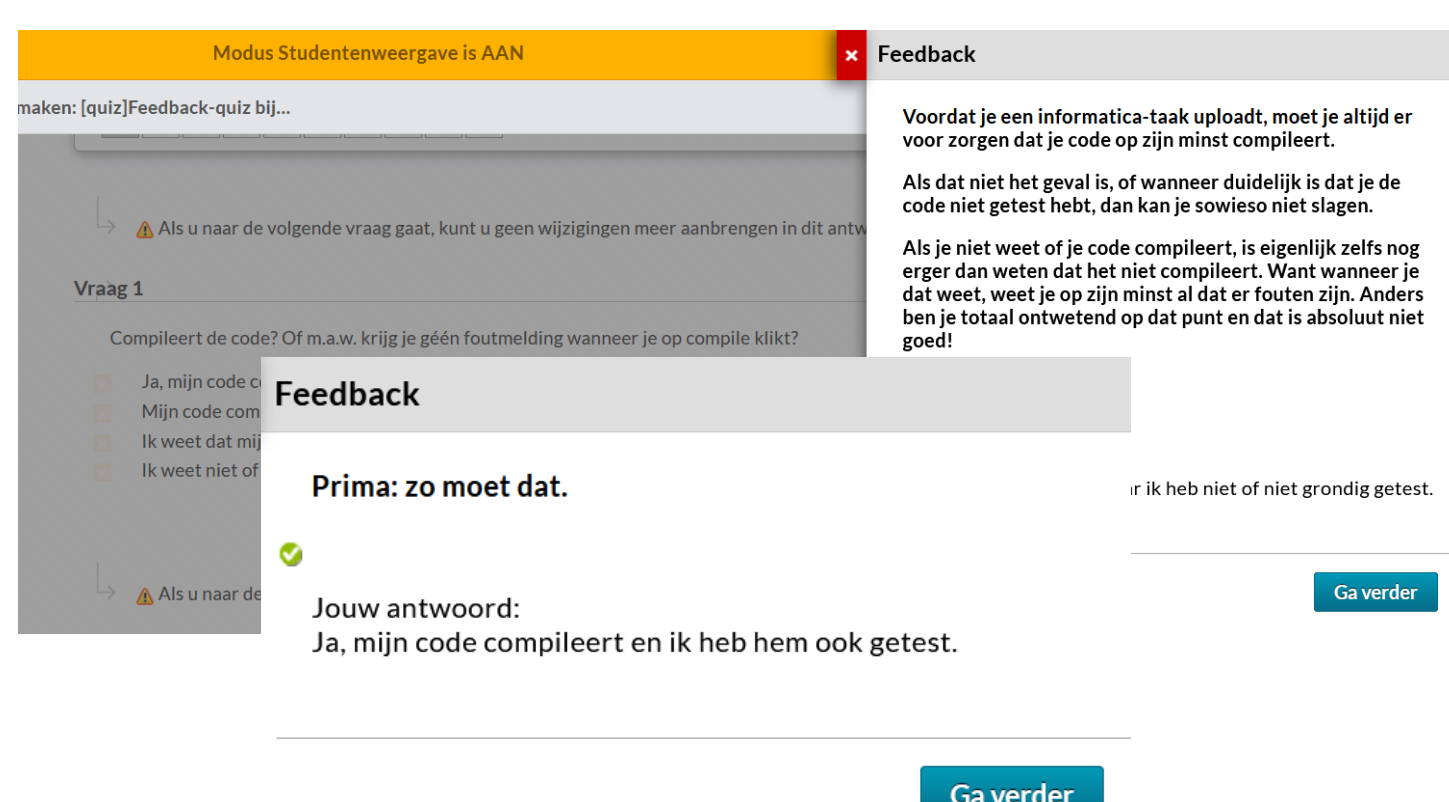 Modus Studentenweergave is AAN
maken: [quiz]Feedback-quiz bij...
Als u naar de volgende vraag gaat, kunt u geen wijzigingen meer aanbrengen in dit antw
Vraag 1
Compileert de code? Of m.a.w. krijg je géén foutmelding wanneer je op compile klikt?
Ja, mijn code c
Mijn code com
Ik weet dat mij
Ik weet niet of
Als u naar de
Feedback
Voordat je een informatica-taak uploadt, moet je altijd er
voor zorgen dat je code op zijn minst compileert.
Als dat niet het geval is, of wanneer duidelijk is dat je de
code niet getest hebt, dan kan je sowieso niet slagen.
Als je niet weet of je code compileert, is eigenlijk zelfs nog
erger dan weten dat het niet compileert. Want wanneer je
dat weet, weet je op zijn minst al dat er fouten zijn. Anders
ben je totaal ontwetend op dat punt en dat is absoluut niet
goed!
r ik heb niet of niet grondig getest.
Ga verder
Feedback
Prima: zo moet dat.
Jouw antwoord:
Ja, mijn code compileert en ik heb hem ook getest.
Ga verder